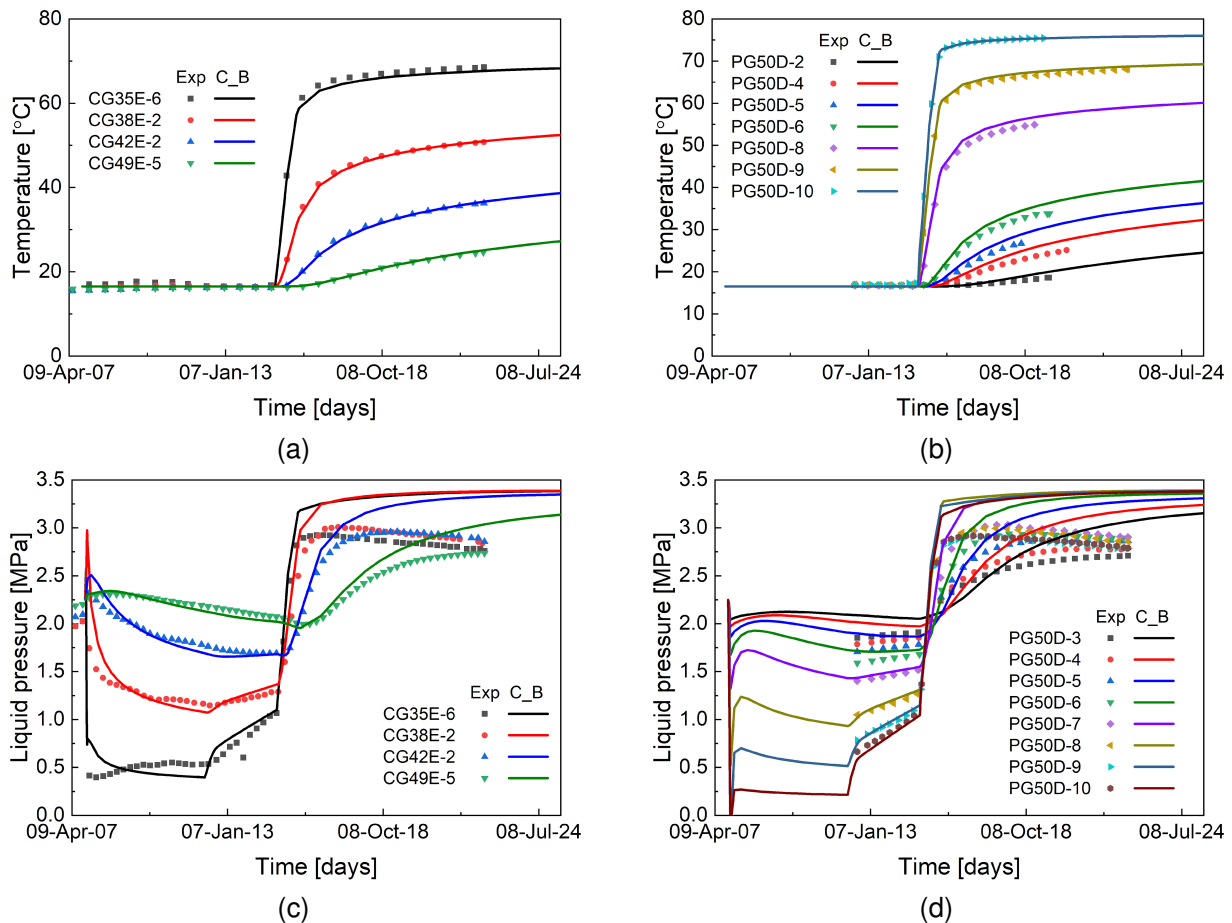 80
60
40
20
0
Temperature [°C]
Exp C_B
CG35E-6
CG38E-2
CG42E-2
CG49E-5
09-Apr-07 07-Jan-13 08-Oct-18 08-Jul-24
Time [days]
(a)
80
70
60
50
40
30
20
10
0
Temperature [°C]
Exp C_B
PG50D-2
PG50D-4
PG50D-5
PG50D-6
PG50D-8
PG50D-9
PG50D-10
09-Apr-07 07-Jan-13 08-Oct-18 08-Jul-24
Time [days]
(b)
3.5
3.0
2.5
2.0
1.5
1.0
0.5
0.0
Liquid pressure [MPa]
Exp C_B
CG35E-6
CG38E-2
CG42E-2
CG49E-5
09-Apr-07 07-Jan-13 08-Oct-18 08-Jul-24
Time [days]
(c)
3.5
3.0
2.5
2.0
1.5
1.0
0.5
0.0
Liquid pressure [MPa]
Exp C_B
PG50D-3
PG50D-4
PG50D-5
PG50D-6
PG50D-7
PG50D-8
PG50D-9
PG50D-10
09-Apr-07 07-Jan-13 08-Oct-18 08-Jul-24
Time [days]
(d)